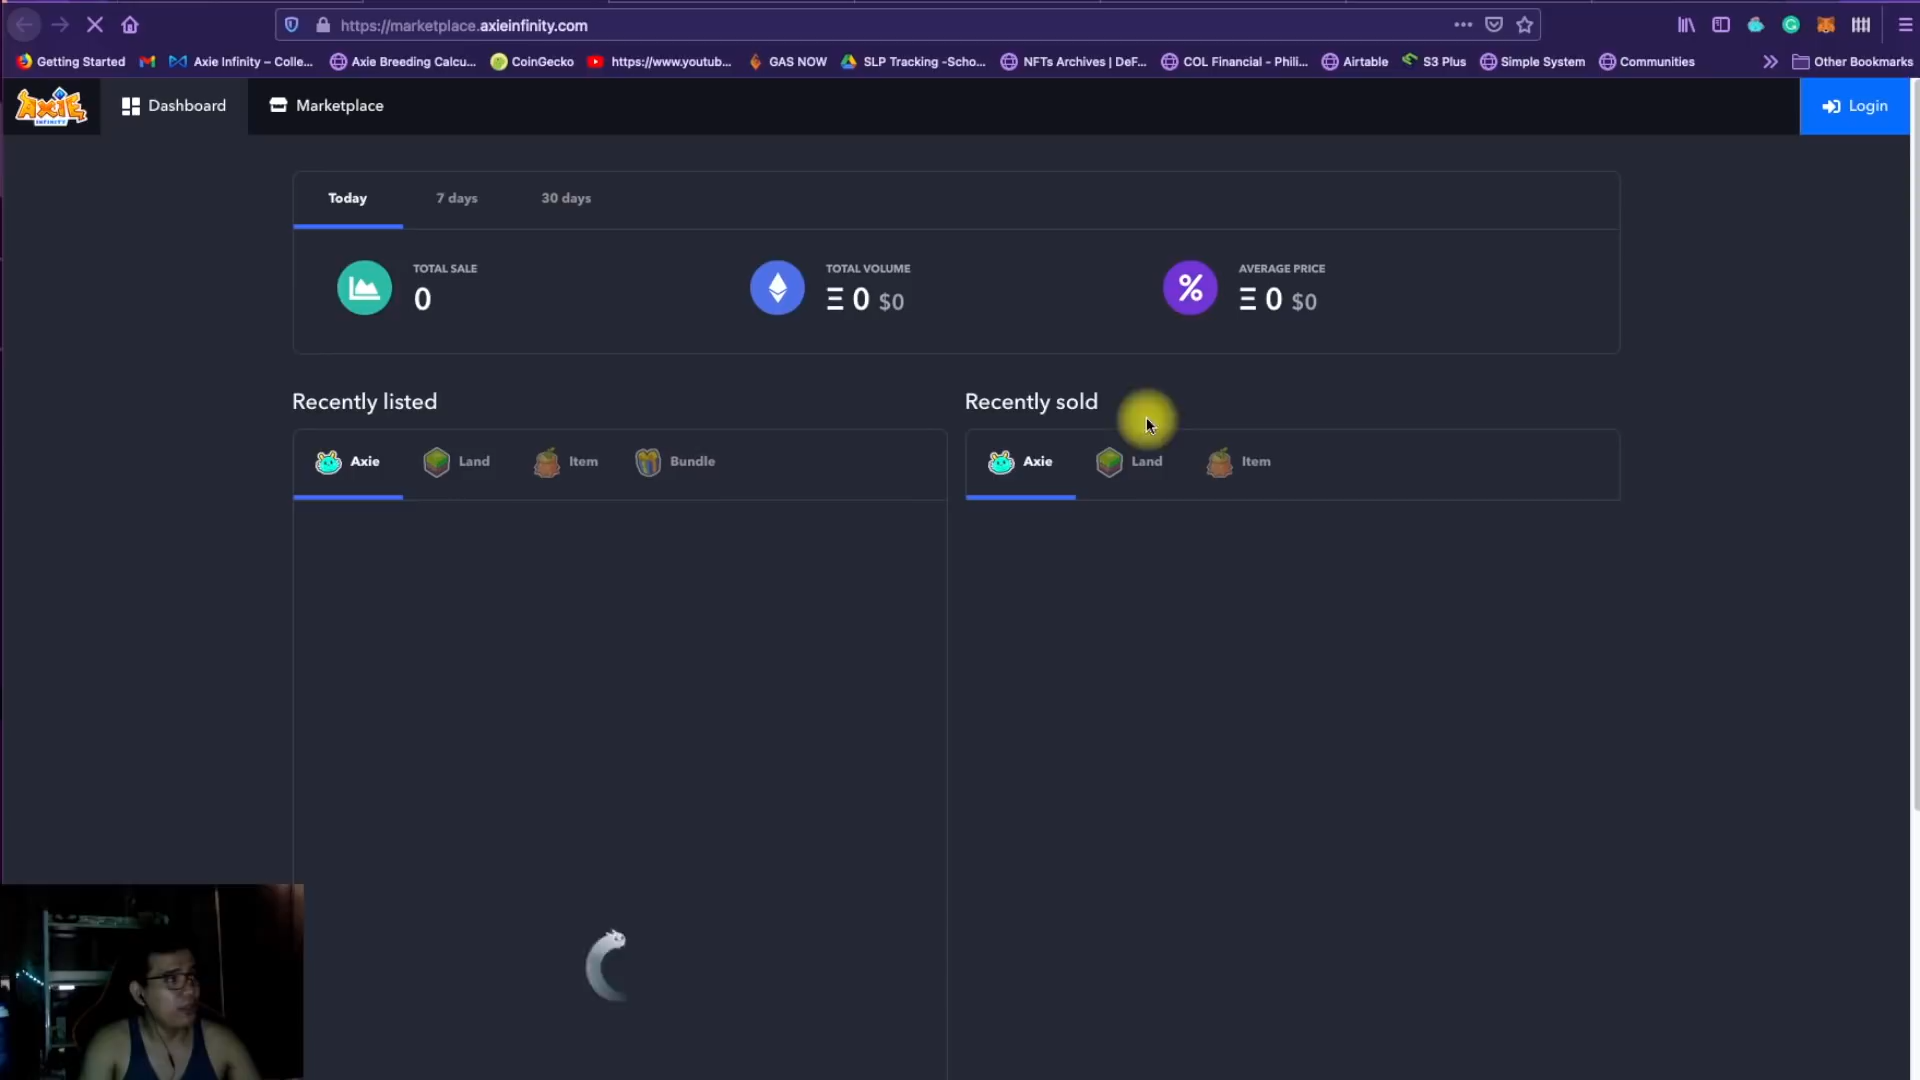 https://marketplace.axieinfinity.com
Getting Started
Axie Infinity – Colle...
Axie Breeding Calcu...
CoinGecko
https://www.youtub...
GAS NOW
SLP Tracking -Scho...
NFTs Archives | DeF...
COL Financial - Phili...
Airtable
S3 Plus
Simple System
Communities
Other Bookmarks
AXIE INFINITY
Dashboard
Marketplace
Login
Today
7 days
30 days
TOTAL SALE
0
TOTAL VOLUME
Ξ 0 $0
AVERAGE PRICE
Ξ 0 $0
Recently listed
Axie
Land
Item
Bundle
Recently sold
Axie
Land
Item